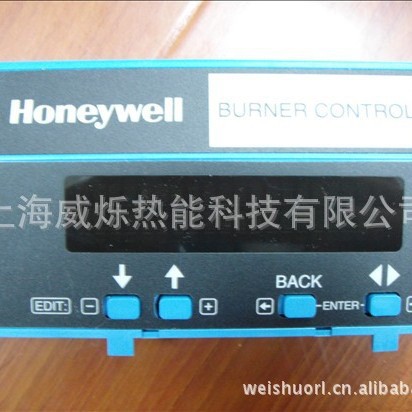 Honeywell
BURNER CONTROL
上海威烁热能科技有限公司
BACK
EDIT: − + ENTER
weishuorl.cn.alibaba